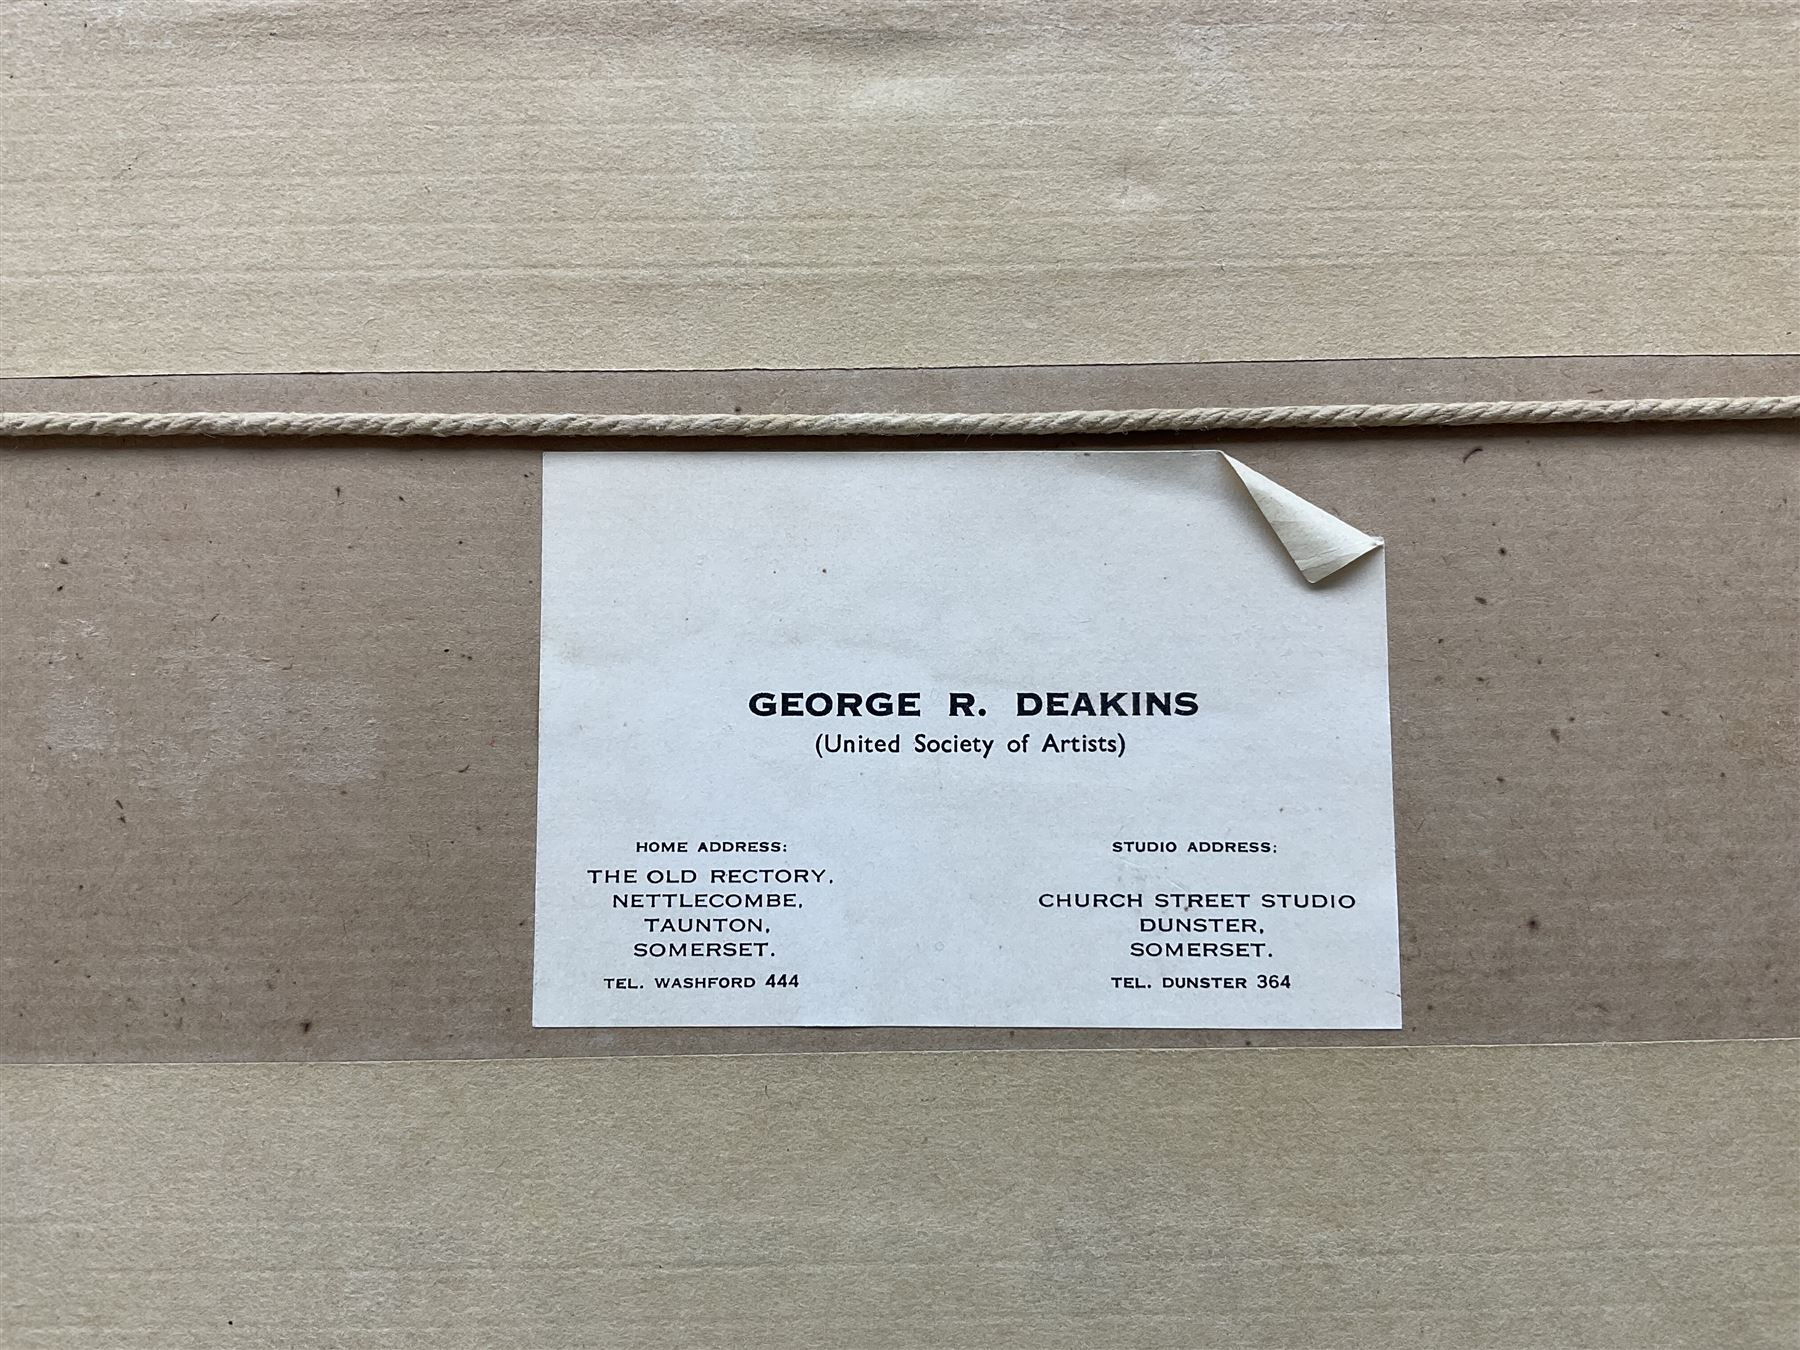 GEORGE R. DEAKINS
(United Society of Artists)
HOME ADDRESS:
THE OLD RECTORY,
NETTLECOMBE,
TAUNTON,
SOMERSET.
TEL. WASHFORD 444
STUDIO ADDRESS:
CHURCH STREET STUDIO
DUNSTER,
SOMERSET.
TEL. DUNSTER 364